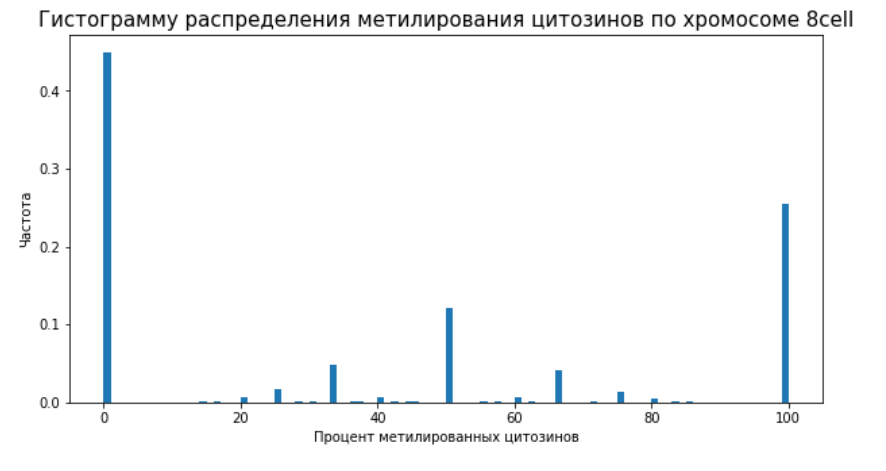 Гистограмму распределения метилирования цитозинов по хромосоме 8cell
Частота
0.4
0.3
0.2
0.1
0.0
0 20 40 60 80 100
Процент метилированных цитозинов